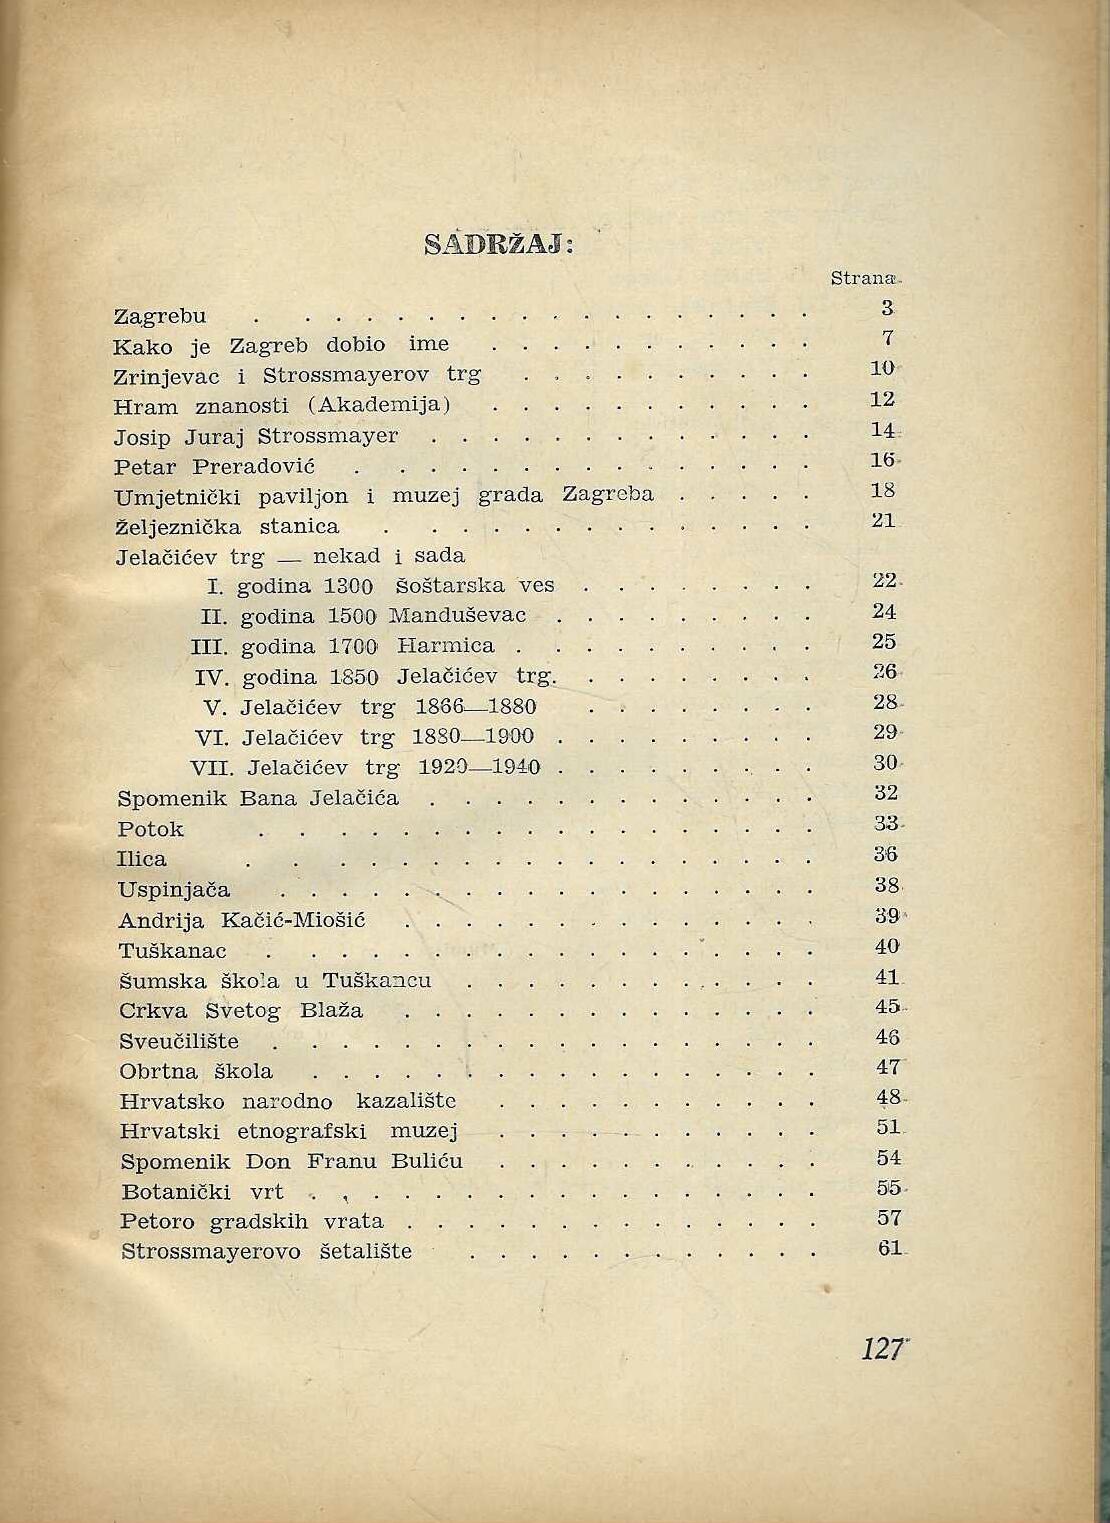 SADRŽAJ:
Strana
Zagrebu . . . . . . . . . . . . . . . . . . 3
Kako je Zagreb dobio ime . . . . . . . . . . . 7
Zrinjevac i Strossmayerov trg . . . . . . . . . . 10
Hram znanosti (Akademija) . . . . . . . . . . . 12
Josip Juraj Strossmayer . . . . . . . . . . . . . 14
Petar Preradović . . . . . . . . . . . . . . . 16
Umjetnički paviljon i muzej grada Zagreba . . . . . 18
Željeznička stanica . . . . . . . . . . . . . . 21
Jelačićev trg — nekad i sada
I. godina 1300 Šoštarska ves . . . . . . . . 22
II. godina 1500 Manduševac . . . . . . . . . 24
III. godina 1700 Harmica . . . . . . . . . . 25
IV. godina 1850 Jelačićev trg. . . . . . . . . 26
V. Jelačićev trg 1866—1880 . . . . . . . . 28
VI. Jelačićev trg 1880—1900 . . . . . . . . . 29
VII. Jelačićev trg 1920—1940 . . . . . . . . . 30
Spomenik Bana Jelačića . . . . . . . . . . . . . 32
Potok . . . . . . . . . . . . . . . . . . 33
Ilica . . . . . . . . . . . . . . . . . . 36
Uspinjača . . . . . . . . . . . . . . . . . . 38
Andrija Kačić-Miošić . . . . . . . . . . . . . . 39
Tuškanac . . . . . . . . . . . . . . . . . . 40
Šumska škola u Tuškancu . . . . . . . . . . . . 41
Crkva Svetog Blaža . . . . . . . . . . . . . . 45
Sveučilište . . . . . . . . . . . . . . . . . . 46
Obrtna škola . . . . . . . . . . . . . . . . . 47
Hrvatsko narodno kazalište . . . . . . . . . . . 48
Hrvatski etnografski muzej . . . . . . . . . . . 51
Spomenik Don Franu Buliću . . . . . . . . . . . 54
Botanički vrt . . . . . . . . . . . . . . . . . 55
Petoro gradskih vrata . . . . . . . . . . . . . . 57
Strossmayerovo šetalište . . . . . . . . . . . . 61
127